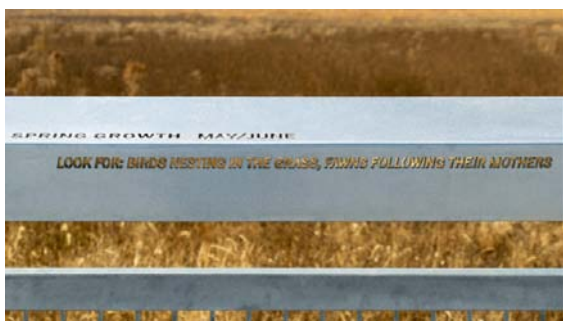 SPRING GROWTH MAY/JUNE
LOOK FOR: BIRDS NESTING IN THE GRASS, FAWNS FOLLOWING THEIR MOTHERS